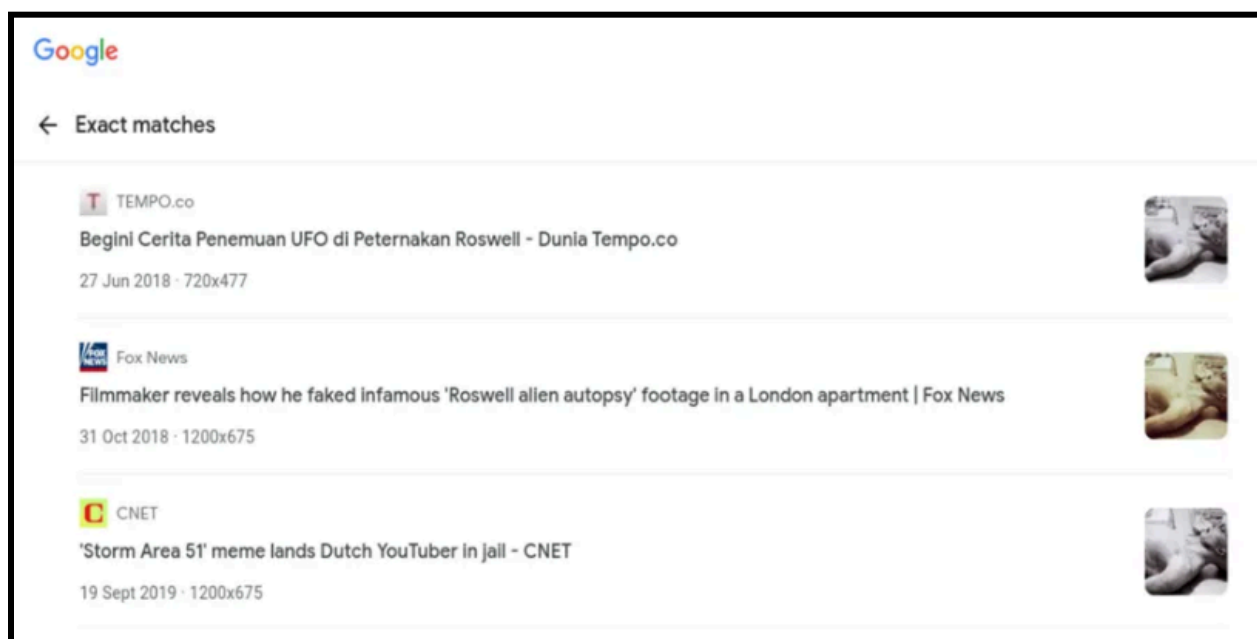 Google
← Exact matches
T TEMPO.co
Begini Cerita Penemuan UFO di Peternakan Roswell - Dunia Tempo.co
27 Jun 2018 · 720x477
FOX NEWS Fox News
Filmmaker reveals how he faked infamous 'Roswell alien autopsy' footage in a London apartment | Fox News
31 Oct 2018 · 1200x675
C CNET
'Storm Area 51' meme lands Dutch YouTuber in jail - CNET
19 Sept 2019 · 1200x675